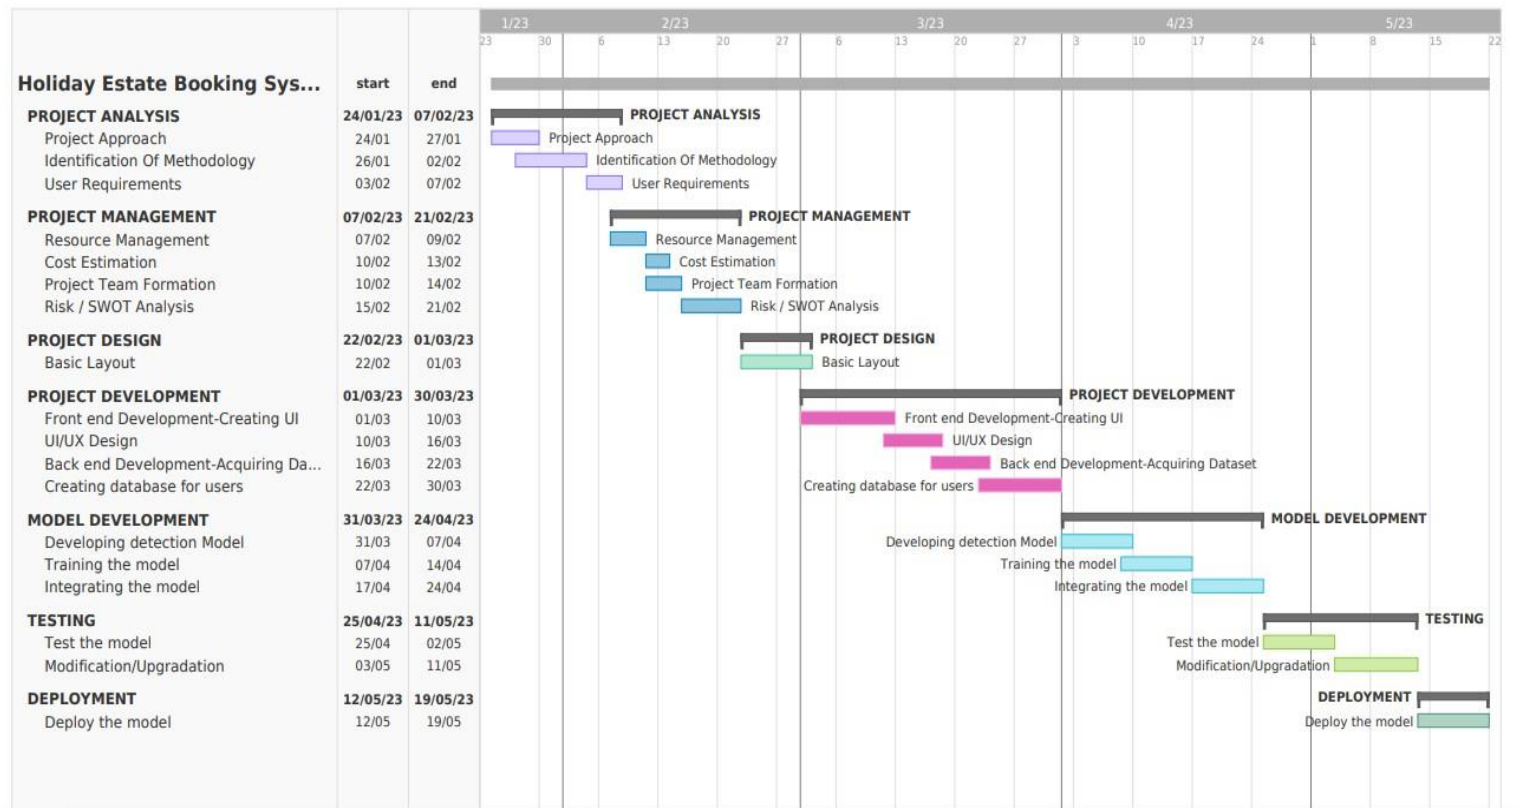 1/23 2/23 3/23 4/23 5/23
23 30 6 13 20 27 6 13 20 27 3 10 17 24 1 8 15 22
Holiday Estate Booking Sys... start end
PROJECT ANALYSIS 24/01/23 07/02/23 PROJECT ANALYSIS
Project Approach 24/01 27/01 Project Approach
Identification Of Methodology 26/01 02/02 Identification Of Methodology
User Requirements 03/02 07/02 User Requirements
PROJECT MANAGEMENT 07/02/23 21/02/23 PROJECT MANAGEMENT
Resource Management 07/02 09/02 Resource Management
Cost Estimation 10/02 13/02 Cost Estimation
Project Team Formation 10/02 14/02 Project Team Formation
Risk / SWOT Analysis 15/02 21/02 Risk / SWOT Analysis
PROJECT DESIGN 22/02/23 01/03/23 PROJECT DESIGN
Basic Layout 22/02 01/03 Basic Layout
PROJECT DEVELOPMENT 01/03/23 30/03/23 PROJECT DEVELOPMENT
Front end Development-Creating UI 01/03 10/03 Front end Development-Creating UI
UI/UX Design 10/03 16/03 UI/UX Design
Back end Development-Acquiring Da... 16/03 22/03 Back end Development-Acquiring Dataset
Creating database for users 22/03 30/03 Creating database for users
MODEL DEVELOPMENT 31/03/23 24/04/23 MODEL DEVELOPMENT
Developing detection Model 31/03 07/04 Developing detection Model
Training the model 07/04 14/04 Training the model
Integrating the model 17/04 24/04 Integrating the model
TESTING 25/04/23 11/05/23 TESTING
Test the model 25/04 02/05 Test the model
Modification/Upgradation 03/05 11/05 Modification/Upgradation
DEPLOYMENT 12/05/23 19/05/23 DEPLOYMENT
Deploy the model 12/05 19/05 Deploy the model